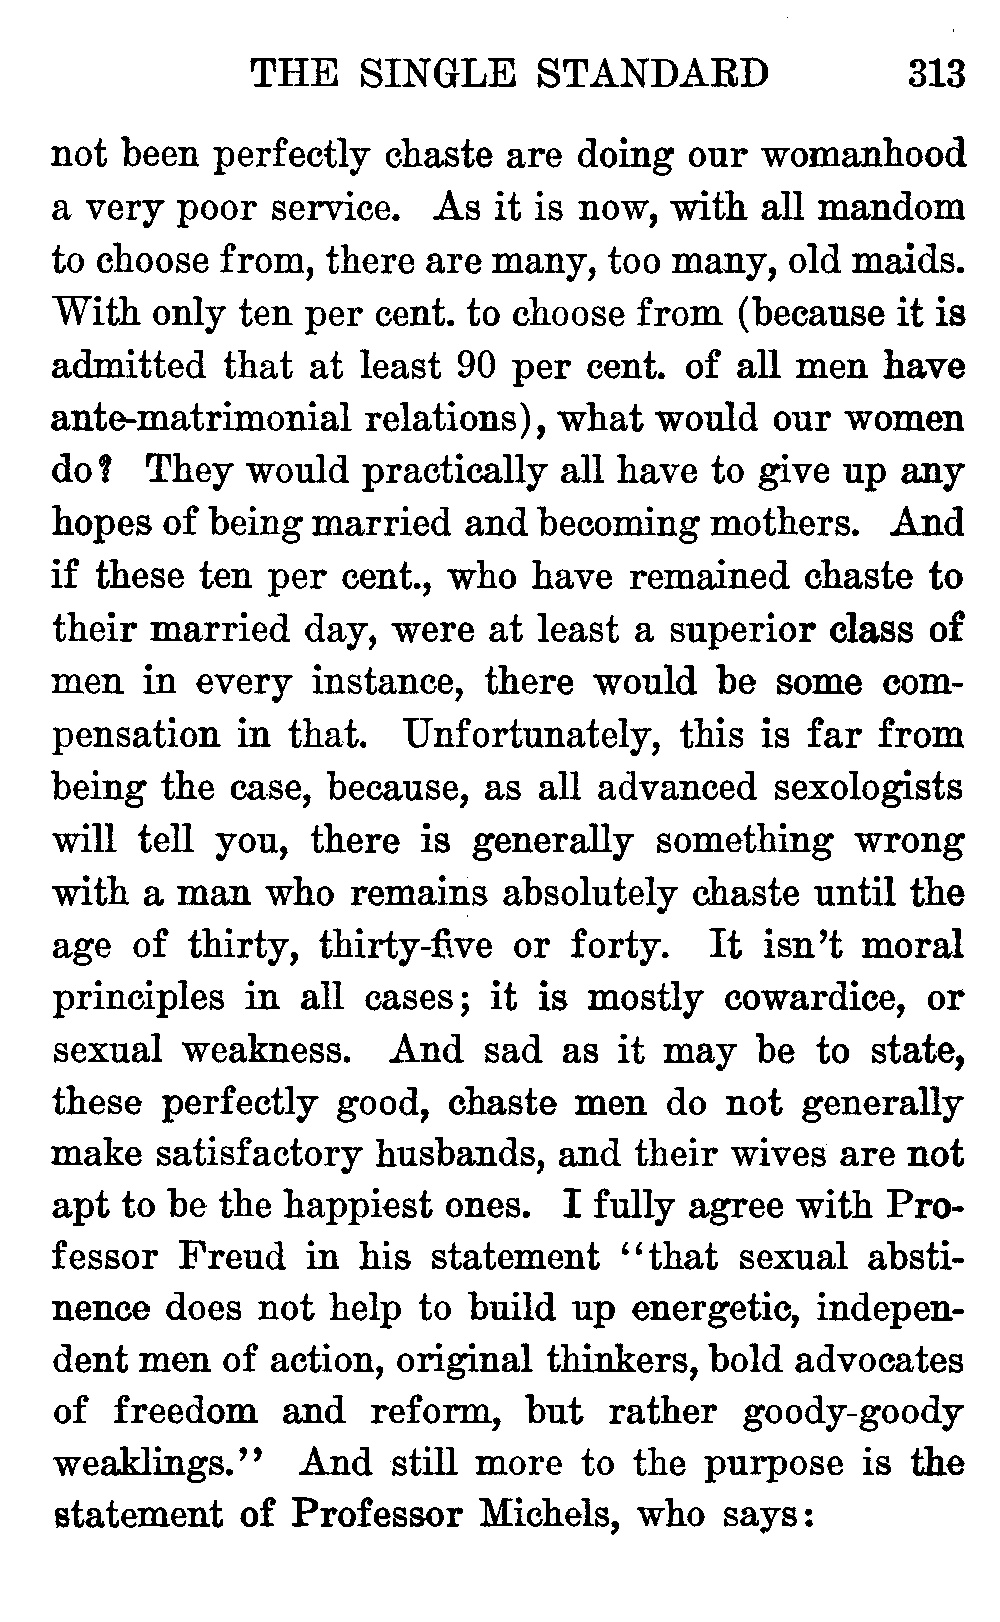 THE SINGLE STANDARD 313
not been perfectly chaste are doing our womanhood
a very poor service. As it is now, with all mandom
to choose from, there are many, too many, old maids.
With only ten per cent. to choose from (because it is
admitted that at least 90 per cent. of all men have
ante-matrimonial relations), what would our women
do? They would practically all have to give up any
hopes of being married and becoming mothers. And
if these ten per cent., who have remained chaste to
their married day, were at least a superior class of
men in every instance, there would be some com-
pensation in that. Unfortunately, this is far from
being the case, because, as all advanced sexologists
will tell you, there is generally something wrong
with a man who remains absolutely chaste until the
age of thirty, thirty-five or forty. It isn't moral
principles in all cases; it is mostly cowardice, or
sexual weakness. And sad as it may be to state,
these perfectly good, chaste men do not generally
make satisfactory husbands, and their wives are not
apt to be the happiest ones. I fully agree with Pro-
fessor Freud in his statement "that sexual absti-
nence does not help to build up energetic, indepen-
dent men of action, original thinkers, bold advocates
of freedom and reform, but rather goody-goody
weaklings." And still more to the purpose is the
statement of Professor Michels, who says: